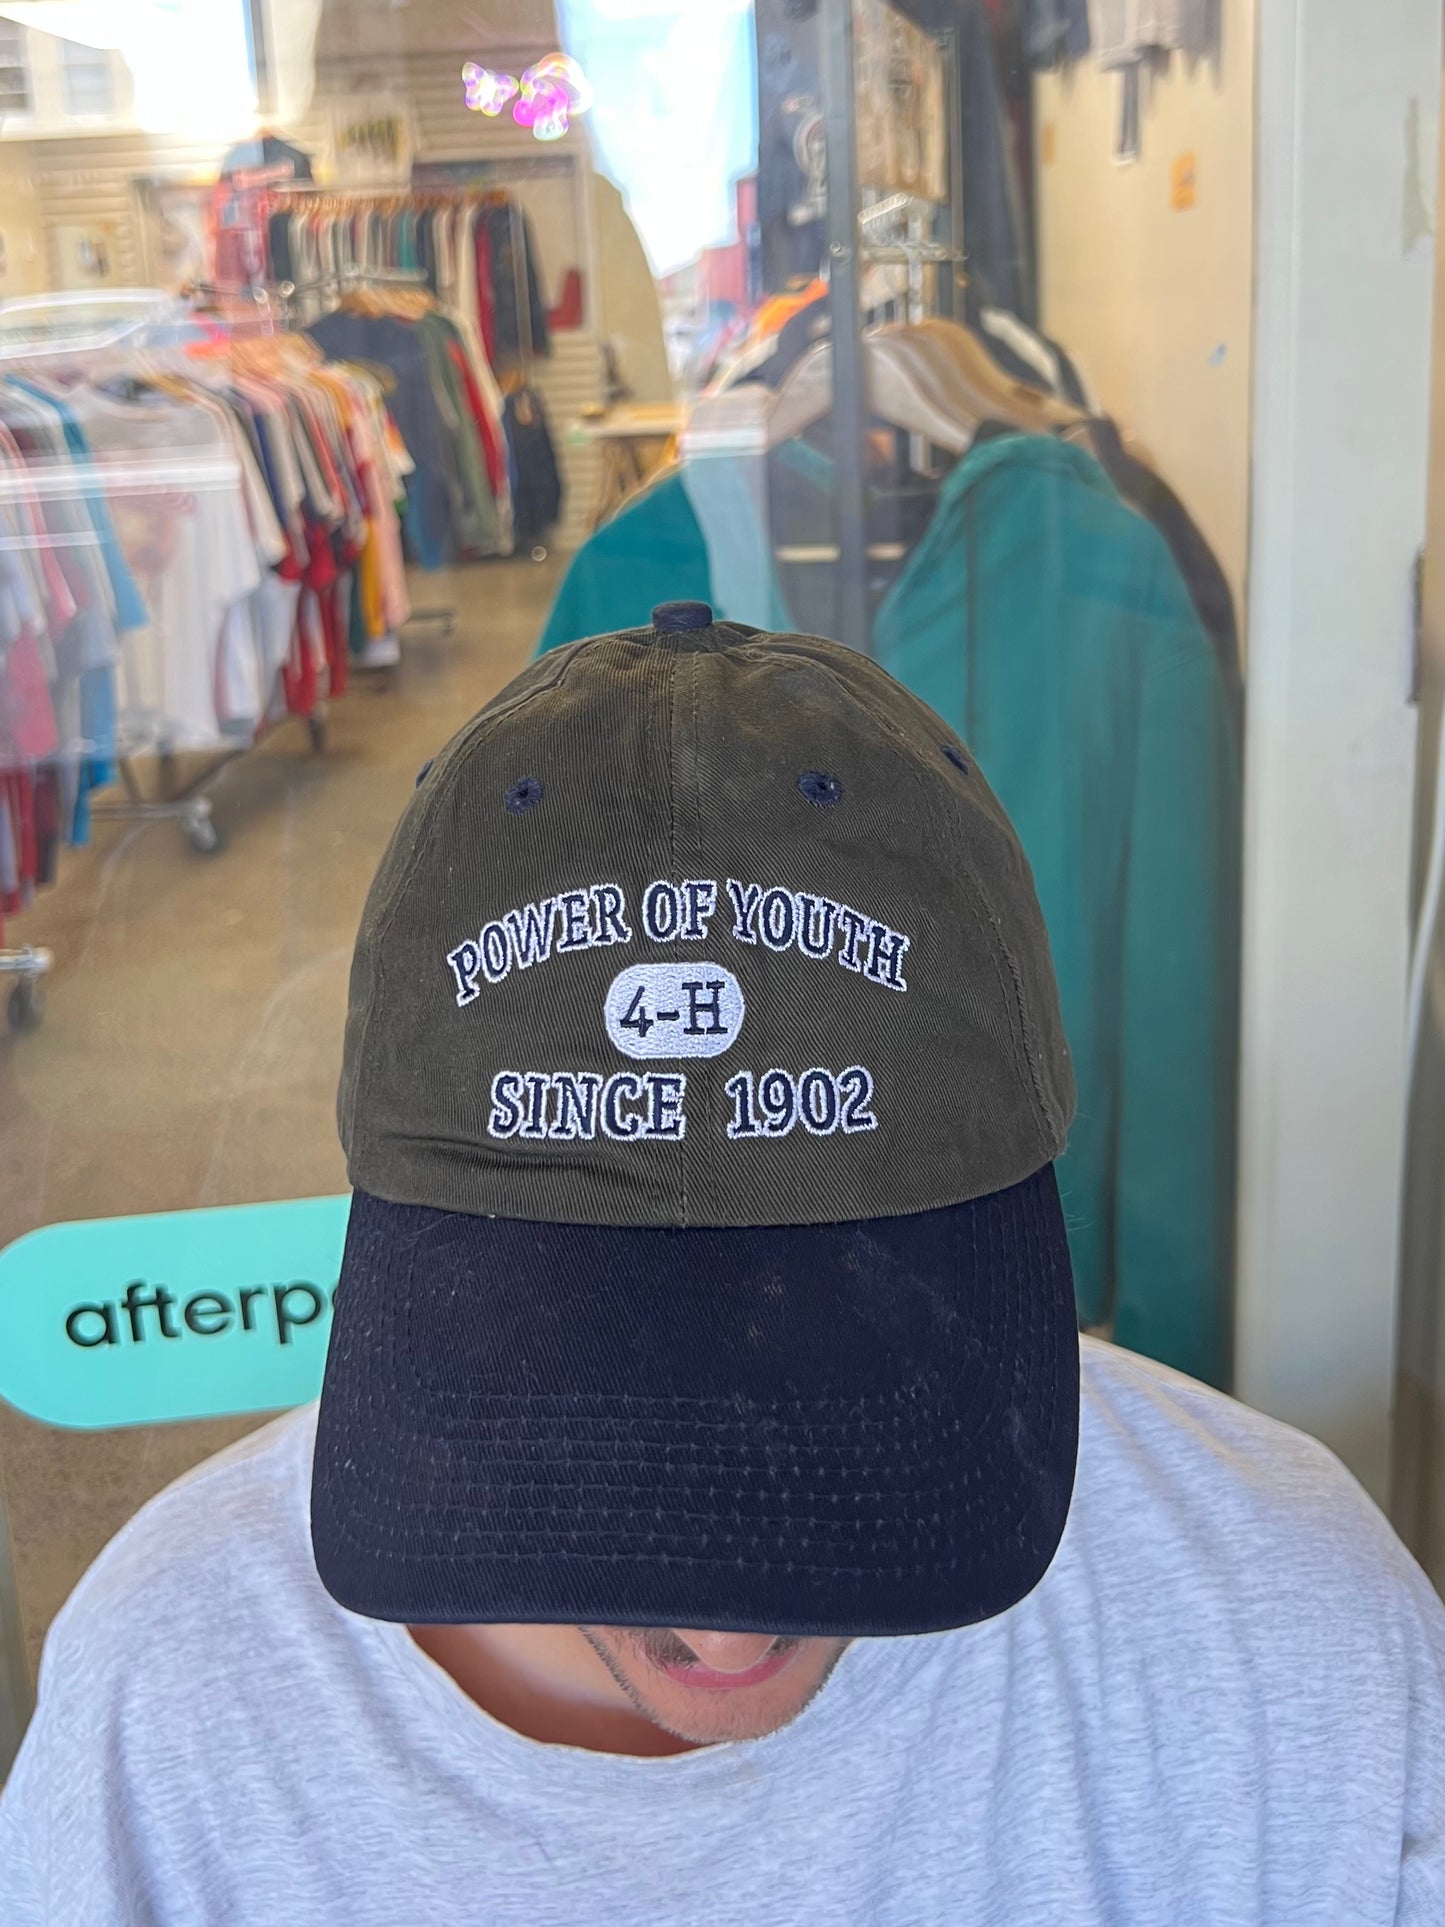 POWER OF YOUTH
4-H
SINCE 1902
afterp